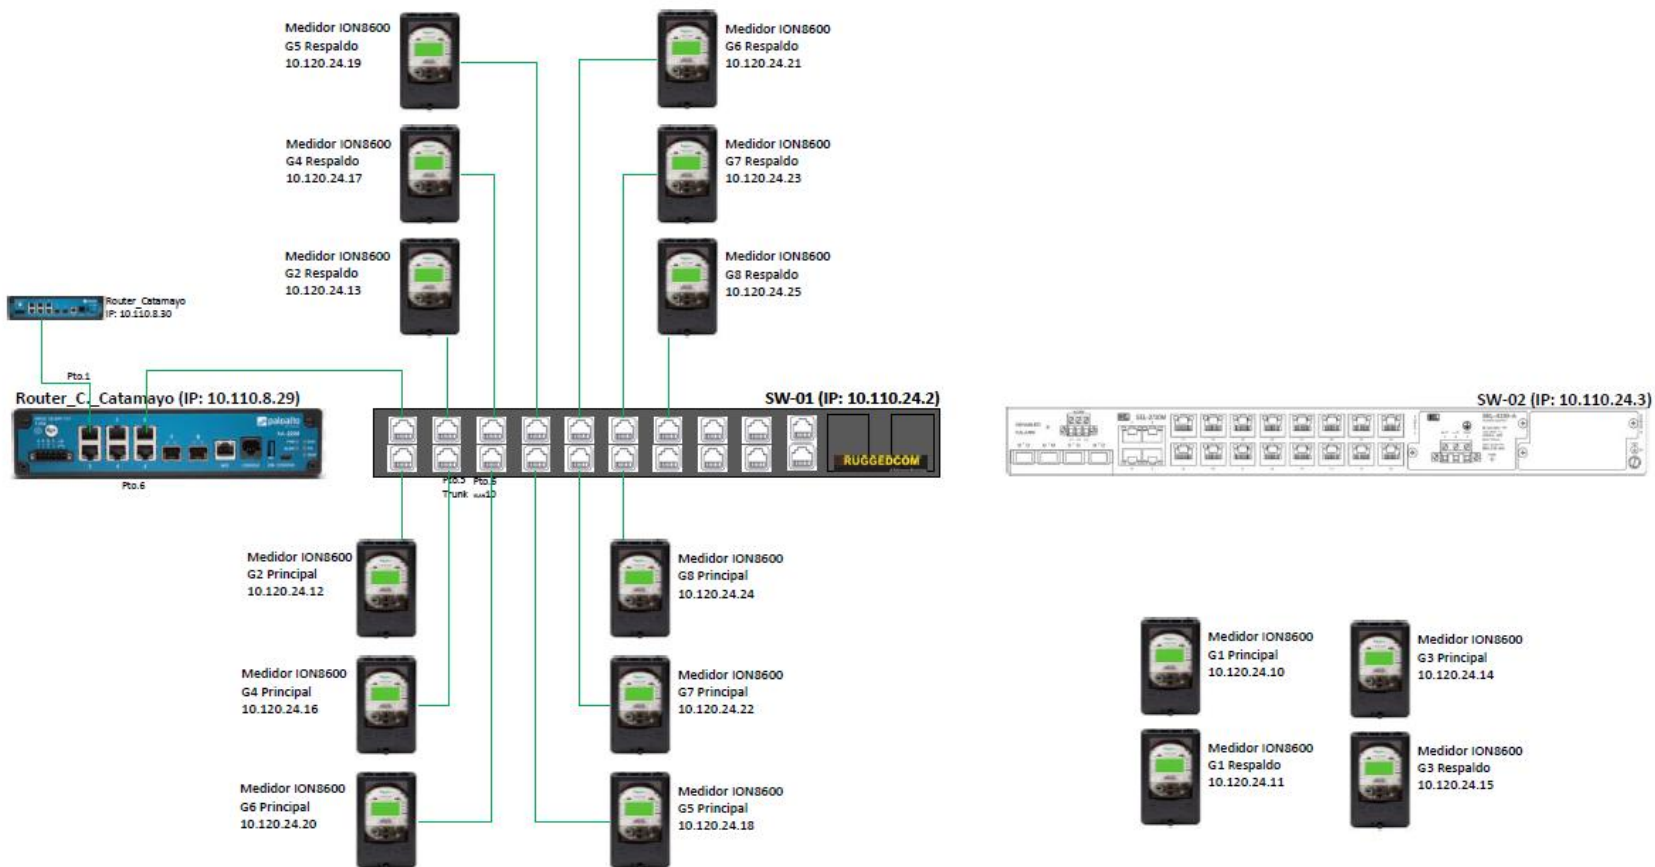 Medidor ION8600
G5 Respaldo
10.120.24.19
Medidor ION8600
G6 Respaldo
10.120.24.21
Medidor ION8600
G4 Respaldo
10.120.24.17
Medidor ION8600
G7 Respaldo
10.120.24.23
Medidor ION8600
G2 Respaldo
10.120.24.13
Medidor ION8600
G8 Respaldo
10.120.24.25
Router_Catamayo
IP: 10.110.8.30
Pto.1
Router_C._Catamayo (IP: 10.110.8.29)
SW-01 (IP: 10.110.24.2)
SW-02 (IP: 10.110.24.3)
paloalto
RUGGEDCOM
SEL-2730M
Pto.6
Pto.5
Pto.6
Trunk
Medidor ION8600
G2 Principal
10.120.24.12
Medidor ION8600
G8 Principal
10.120.24.24
Medidor ION8600
G4 Principal
10.120.24.16
Medidor ION8600
G7 Principal
10.120.24.22
Medidor ION8600
G6 Principal
10.120.24.20
Medidor ION8600
G5 Principal
10.120.24.18
Medidor ION8600
G1 Principal
10.120.24.10
Medidor ION8600
G3 Principal
10.120.24.14
Medidor ION8600
G1 Respaldo
10.120.24.11
Medidor ION8600
G3 Respaldo
10.120.24.15